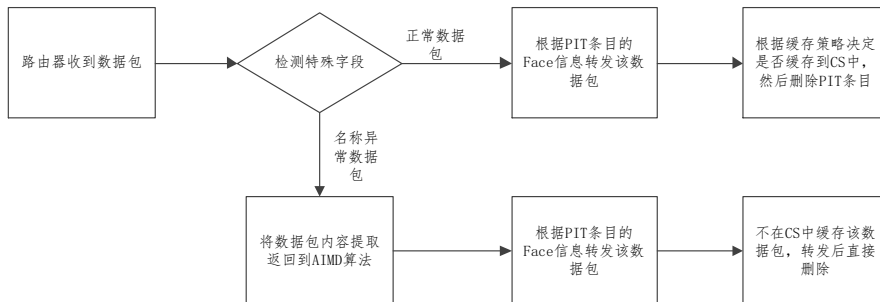 路由器收到数据包
检测特殊字段
正常数据
包
根据PIT条目的
Face信息转发该数
据包
根据缓存策略决定
是否缓存到CS中，
然后删除PIT条目
名称异
常数据
包
将数据包内容提取
返回到AIMD算法
根据PIT条目的
Face信息转发该数
据包
不在CS中缓存该数
据包，转发后直接
删除